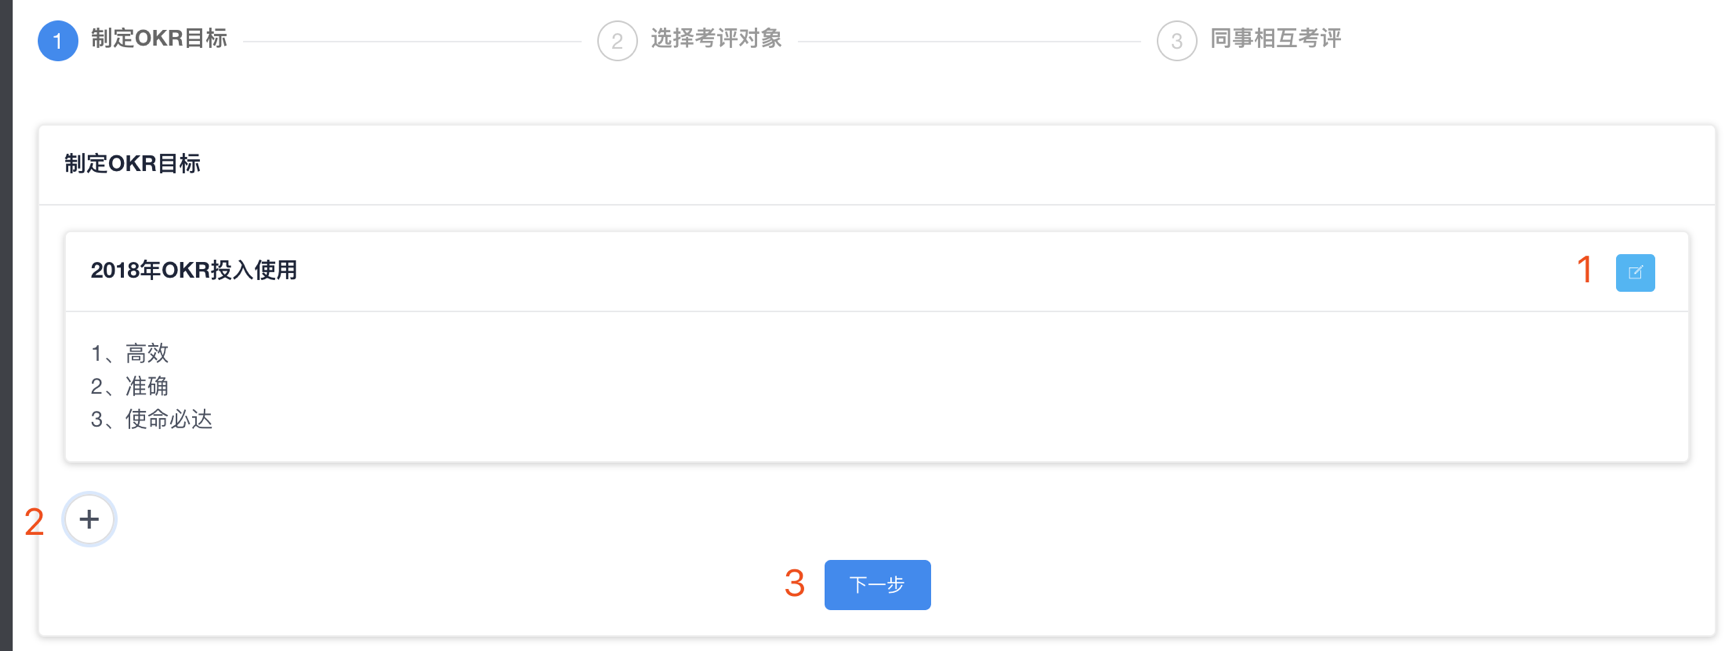 1 制定OKR目标
2 选择考评对象
3 同事相互考评
制定OKR目标
2018年OKR投入使用
1
1、高效
2、准确
3、使命必达
2
3 下一步